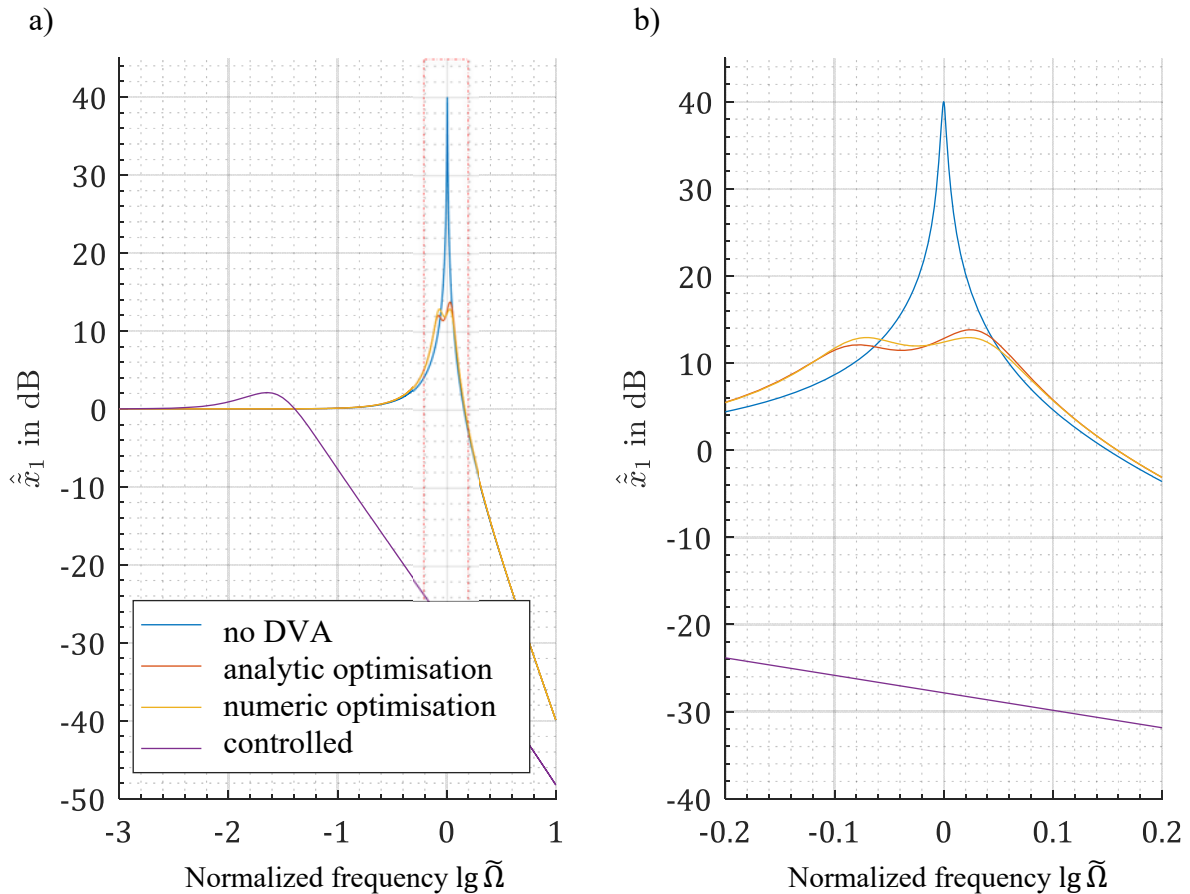 a)
40
30
20
10
0
-10
-20
-30
-40
-50
-3
-2
-1
0
1
x̂̃₁ in dB
Normalized frequency lg Ω̃
no DVA
analytic optimisation
numeric optimisation
controlled
b)
40
30
20
10
0
-10
-20
-30
-40
-0.2
-0.1
0
0.1
0.2
x̂̃₁ in dB
Normalized frequency lg Ω̃